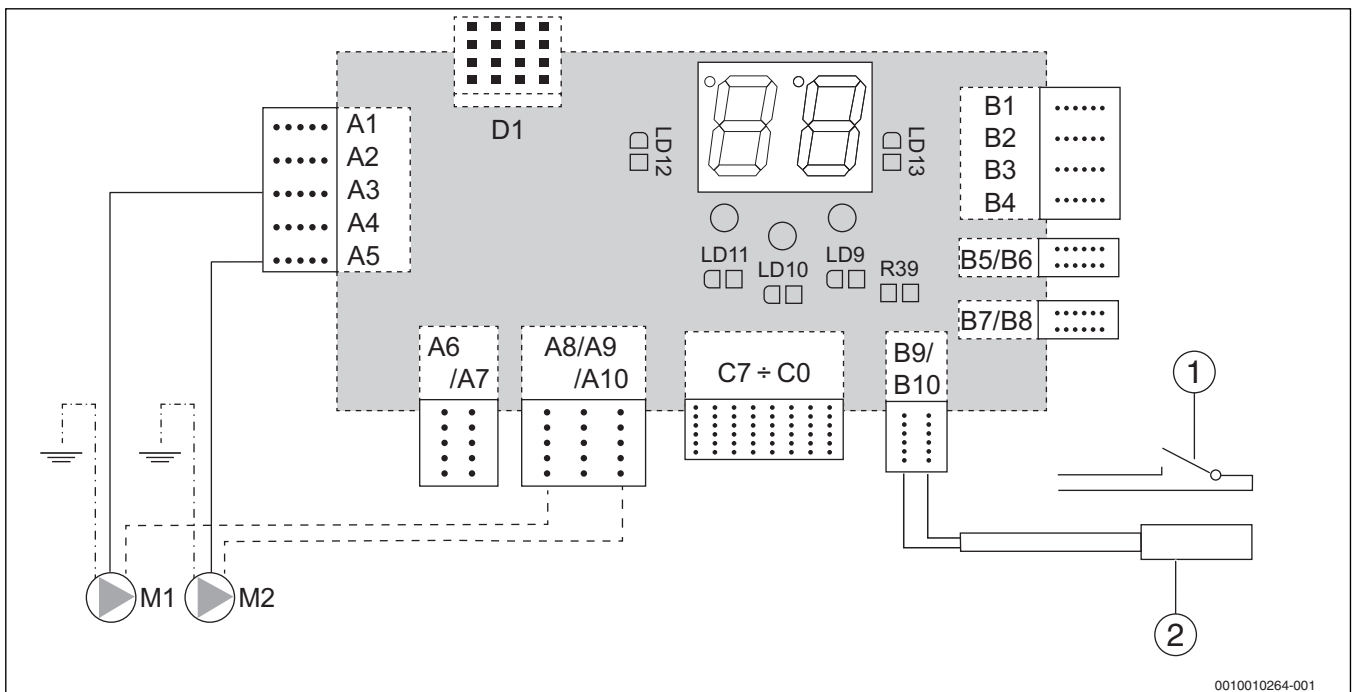 D1
A1
A2
A3
A4
A5
LD12
LD13
B1
B2
B3
B4
LD11
LD10
LD9
R39
B5/B6
B7/B8
A6
/A7
A8/A9
/A10
C7 ÷ C0
B9/
B10
1
M1
M2
2
0010010264-001